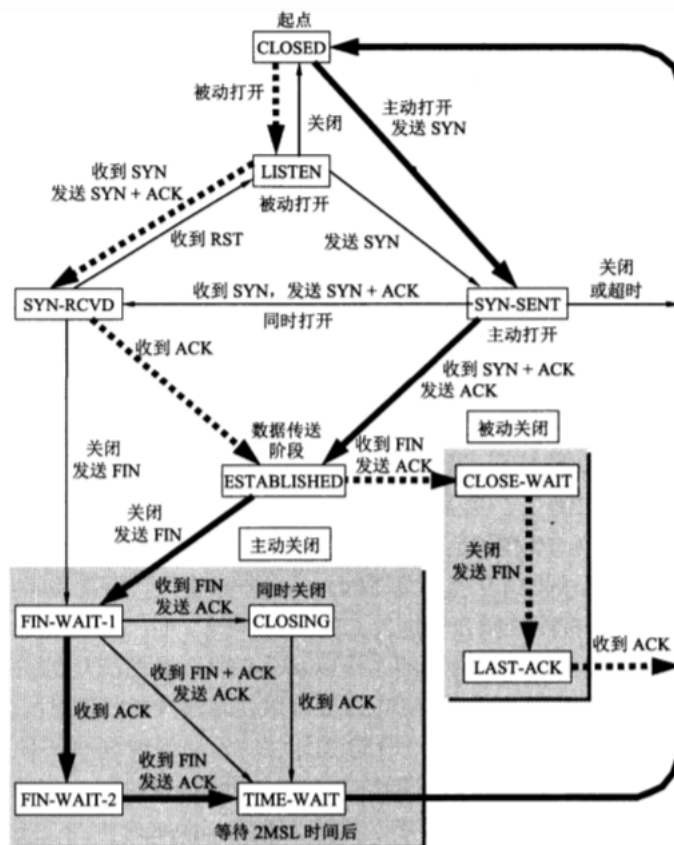 起点
CLOSED
被动打开
关闭
主动打开
发送 SYN
收到 SYN
发送 SYN + ACK
LISTEN
被动打开
收到 RST
发送 SYN
关闭
或超时
SYN-RCVD
收到 SYN，发送 SYN + ACK
同时打开
SYN-SENT
主动打开
收到 ACK
收到 SYN + ACK
发送 ACK
关闭
发送 FIN
数据传送
阶段
ESTABLISHED
收到 FIN
发送 ACK
被动关闭
CLOSE-WAIT
关闭
发送 FIN
主动关闭
关闭
发送 FIN
FIN-WAIT-1
收到 FIN
发送 ACK
同时关闭
CLOSING
LAST-ACK
收到 ACK
收到 FIN + ACK
发送 ACK
收到 ACK
收到 ACK
收到 FIN
发送 ACK
FIN-WAIT-2
TIME-WAIT
等待 2MSL 时间后